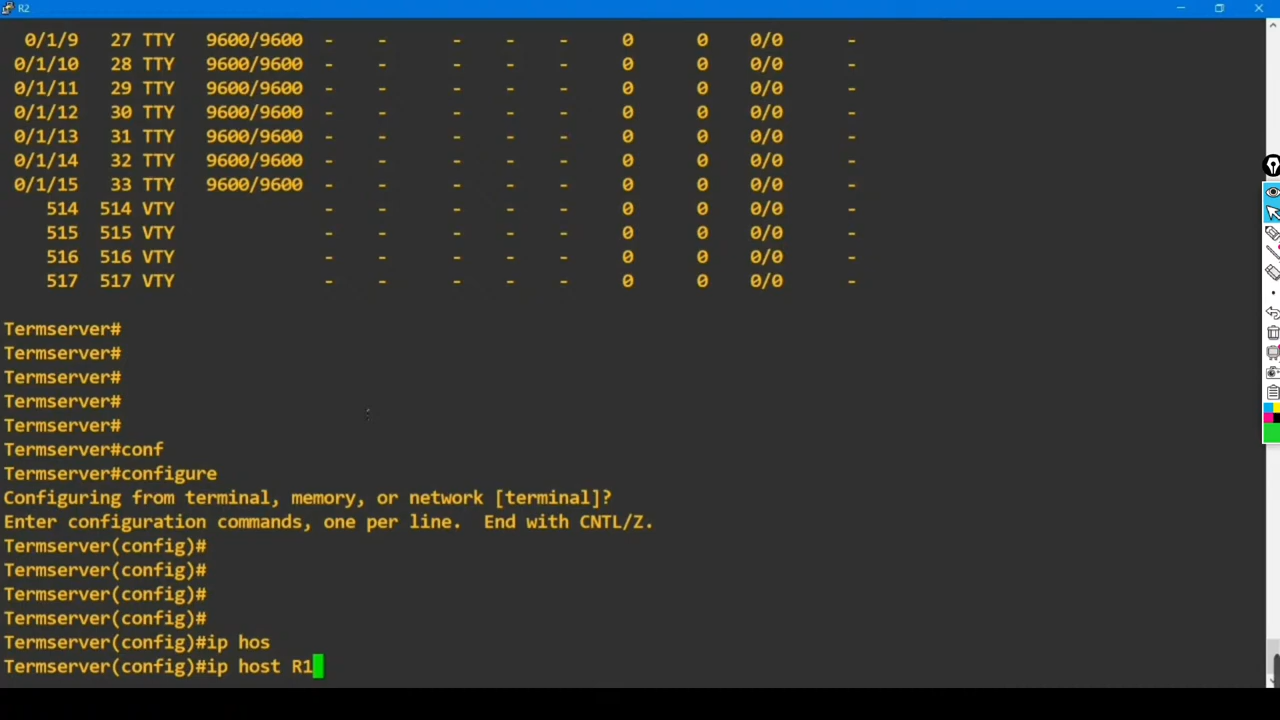 R2
0/1/9 27 TTY 9600/9600 - - - - - 0 0 0/0 -
0/1/10 28 TTY 9600/9600 - - - - - 0 0 0/0 -
0/1/11 29 TTY 9600/9600 - - - - - 0 0 0/0 -
0/1/12 30 TTY 9600/9600 - - - - - 0 0 0/0 -
0/1/13 31 TTY 9600/9600 - - - - - 0 0 0/0 -
0/1/14 32 TTY 9600/9600 - - - - - 0 0 0/0 -
0/1/15 33 TTY 9600/9600 - - - - - 0 0 0/0 -
514 514 VTY - - - - - 0 0 0/0 -
515 515 VTY - - - - - 0 0 0/0 -
516 516 VTY - - - - - 0 0 0/0 -
517 517 VTY - - - - - 0 0 0/0 -
Termserver#
Termserver#
Termserver#
Termserver#
Termserver#
Termserver#conf
Termserver#configure
Configuring from terminal, memory, or network [terminal]?
Enter configuration commands, one per line.  End with CNTL/Z.
Termserver(config)#
Termserver(config)#
Termserver(config)#
Termserver(config)#
Termserver(config)#ip hos
Termserver(config)#ip host R1